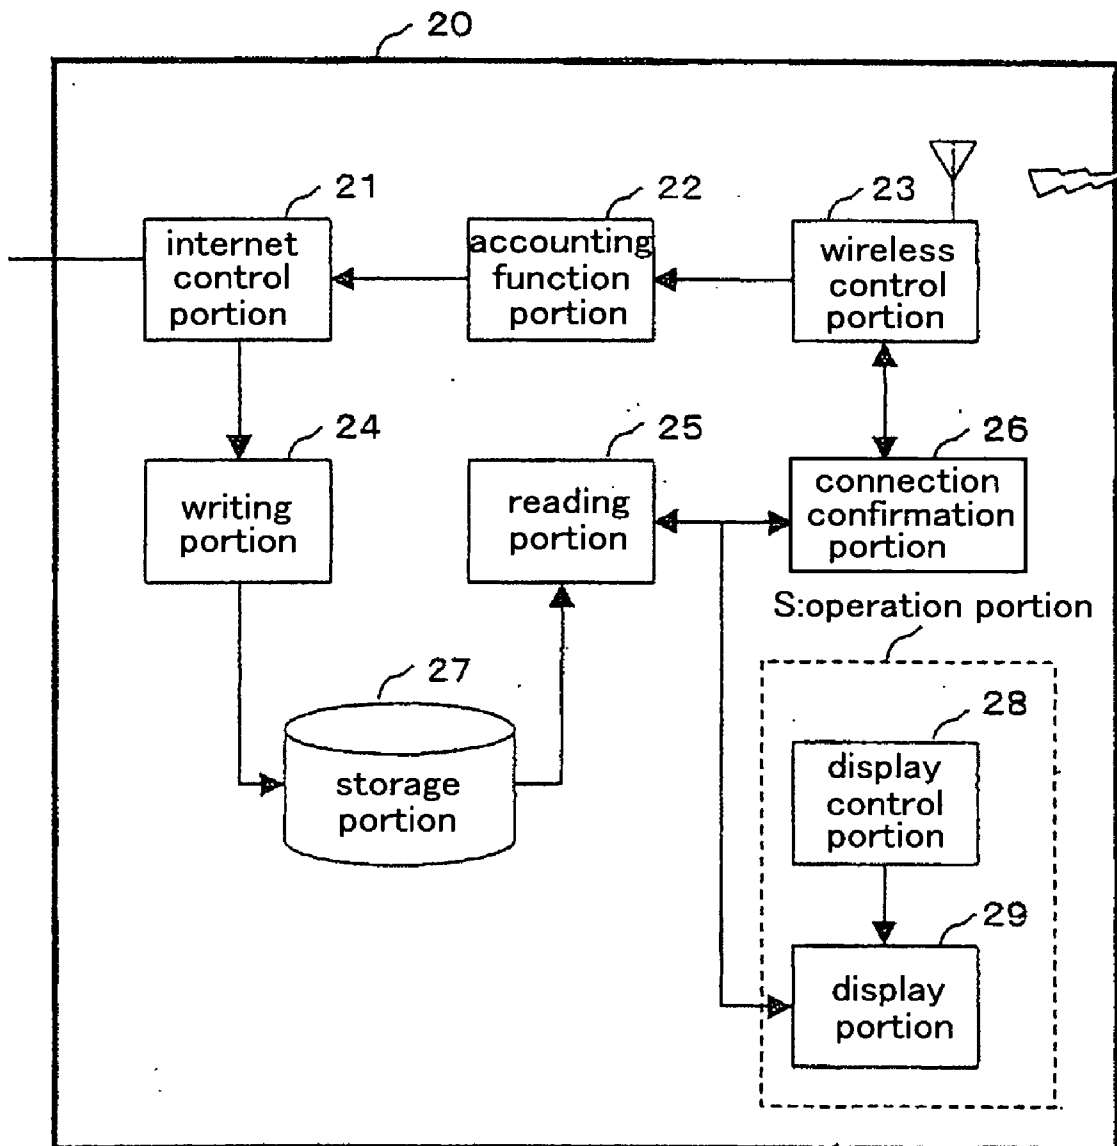 20
21
22
23
internet
control
portion
accounting
function
portion
wireless
control
portion
24
25
26
writing
portion
reading
portion
connection
confirmation
portion
S:operation portion
27
storage
portion
28
display
control
portion
29
display
portion